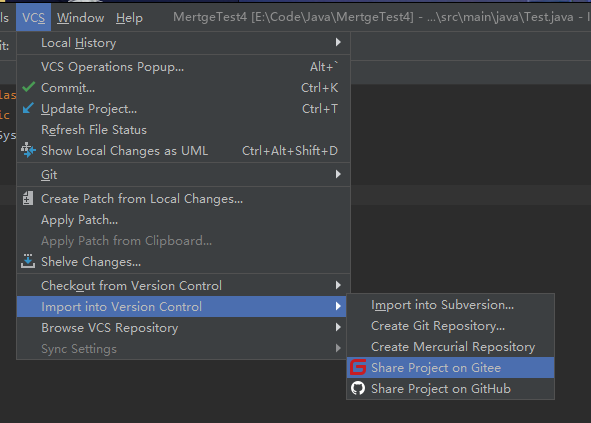 ls VCS Window MertgeTest4 [E:\Code\Java\MertgeTest4] - ...\src\main\java\Test.java - I
it:
Local History
VCS Operations Popup... Alt+`
Commit... Ctrl+K
las
Update Project... Ctrl+T
ic
Refresh File Status
Sys
Show Local Changes as UML Ctrl+Alt+Shift+D
Git
Create Patch from Local Changes...
Apply Patch...
Apply Patch from Clipboard...
Shelve Changes...
Checkout from Version Control
Import into Version Control
Import into Subversion...
Browse VCS Repository
Create Git Repository...
Sync Settings
Create Mercurial Repository
Share Project on Gitee
Share Project on GitHub